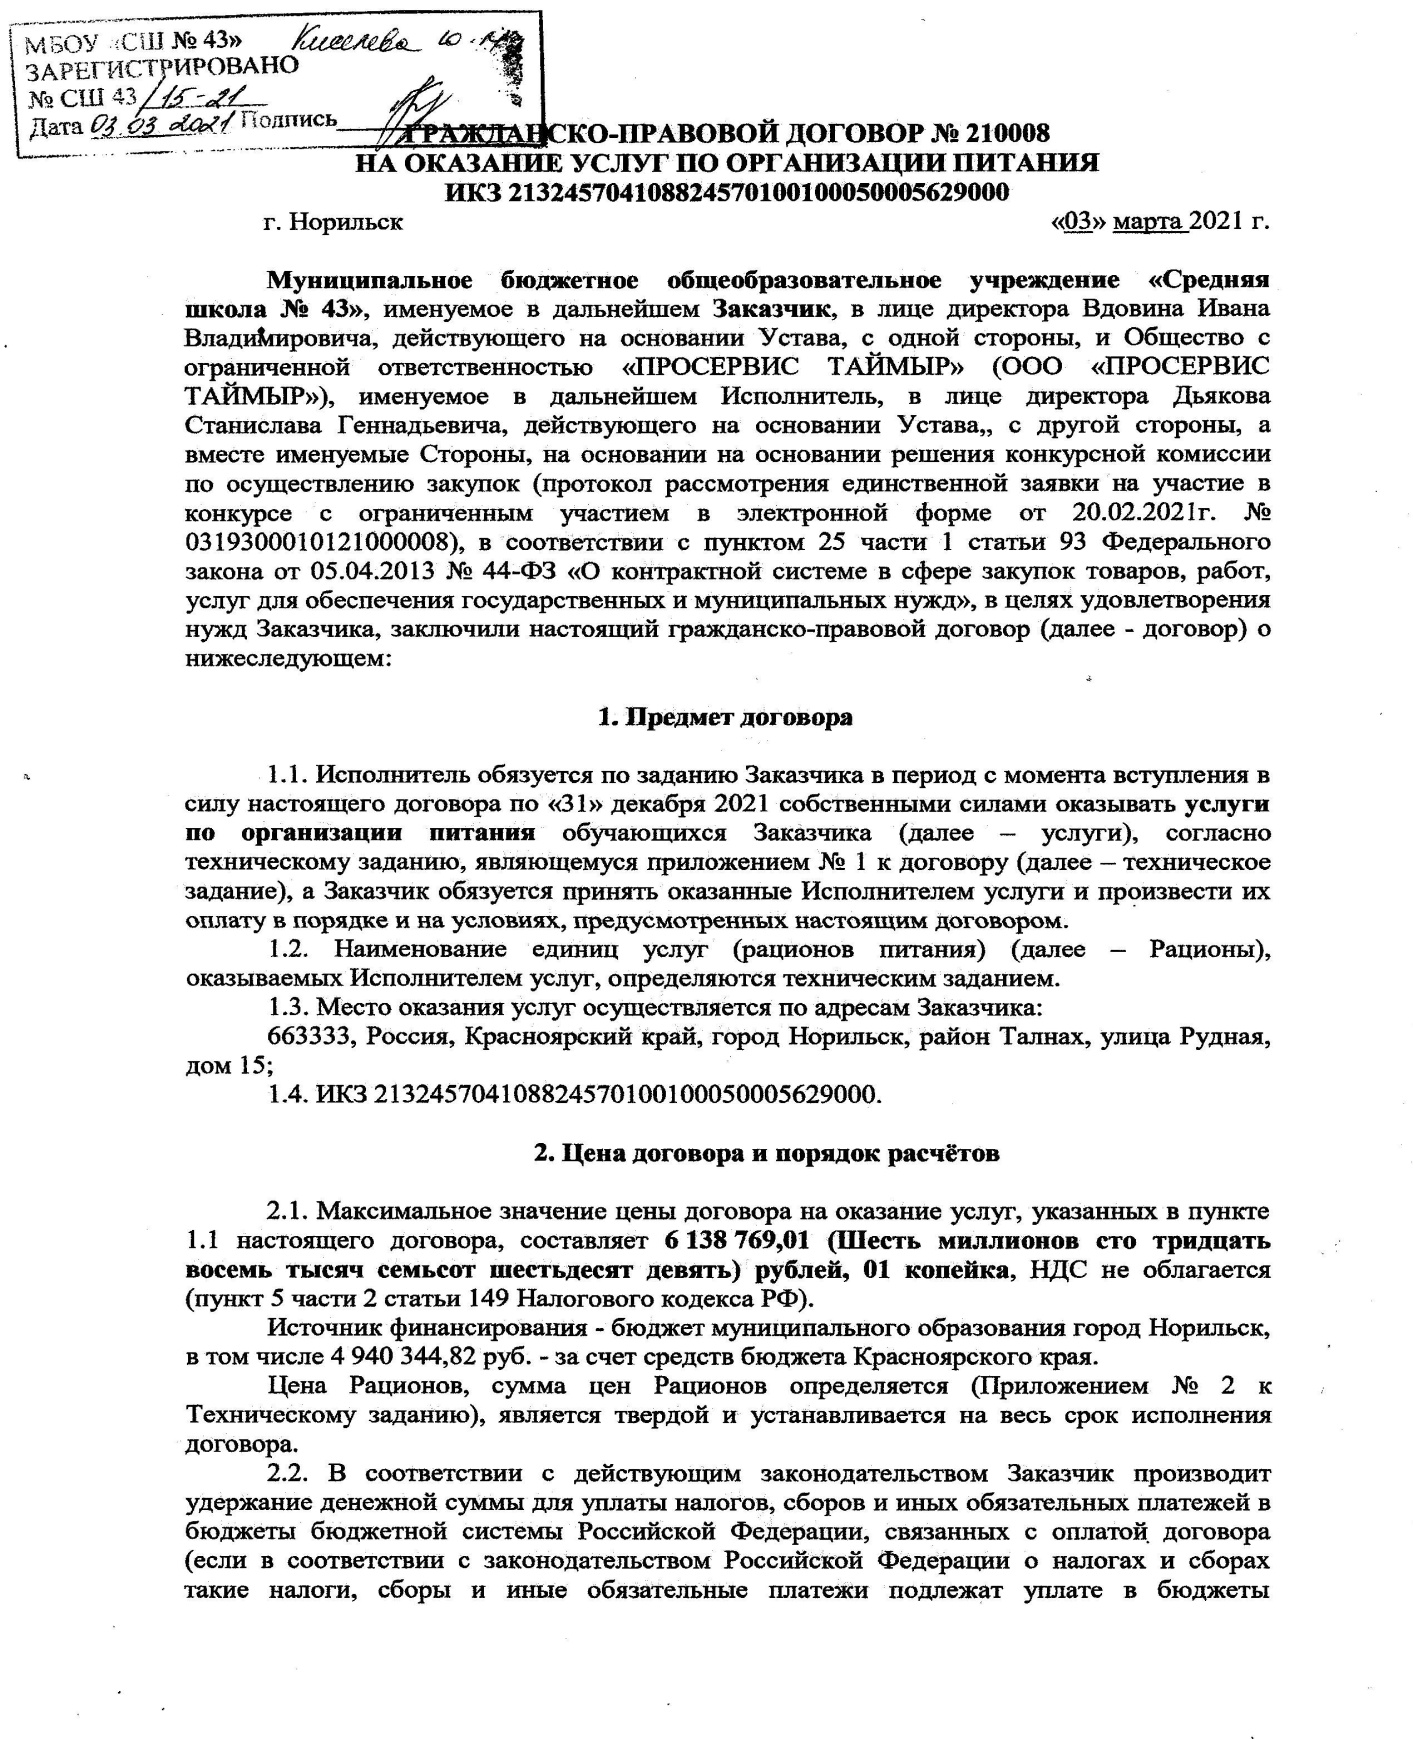 МБОУ «СШ № 43» Киселева
ЗАРЕГИСТРИРОВАНО
№ СШ 43/15-21
Дата 03.03 2021 Подпись
ГРАЖДАНСКО-ПРАВОВОЙ ДОГОВОР № 210008
НА ОКАЗАНИЕ УСЛУГ ПО ОРГАНИЗАЦИИ ПИТАНИЯ
ИКЗ 213245704108824570100100050005629000
г. Норильск «03» марта 2021 г.
Муниципальное бюджетное общеобразовательное учреждение «Средняя
школа № 43», именуемое в дальнейшем Заказчик, в лице директора Вдовина Ивана
Владимировича, действующего на основании Устава, с одной стороны, и Общество с
ограниченной ответственностью «ПРОСЕРВИС ТАЙМЫР» (ООО «ПРОСЕРВИС
ТАЙМЫР»), именуемое в дальнейшем Исполнитель, в лице директора Дьякова
Станислава Геннадьевича, действующего на основании Устава,, с другой стороны, а
вместе именуемые Стороны, на основании на основании решения конкурсной комиссии
по осуществлению закупок (протокол рассмотрения единственной заявки на участие в
конкурсе с ограниченным участием в электронной форме от 20.02.2021г. №
0319300010121000008), в соответствии с пунктом 25 части 1 статьи 93 Федерального
закона от 05.04.2013 № 44-ФЗ «О контрактной системе в сфере закупок товаров, работ,
услуг для обеспечения государственных и муниципальных нужд», в целях удовлетворения
нужд Заказчика, заключили настоящий гражданско-правовой договор (далее - договор) о
нижеследующем:
1. Предмет договора
1.1. Исполнитель обязуется по заданию Заказчика в период с момента вступления в
силу настоящего договора по «31» декабря 2021 собственными силами оказывать услуги
по организации питания обучающихся Заказчика (далее – услуги), согласно
техническому заданию, являющемуся приложением № 1 к договору (далее – техническое
задание), а Заказчик обязуется принять оказанные Исполнителем услуги и произвести их
оплату в порядке и на условиях, предусмотренных настоящим договором.
1.2. Наименование единиц услуг (рационов питания) (далее – Рационы),
оказываемых Исполнителем услуг, определяются техническим заданием.
1.3. Место оказания услуг осуществляется по адресам Заказчика:
663333, Россия, Красноярский край, город Норильск, район Талнах, улица Рудная,
дом 15;
1.4. ИКЗ 213245704108824570100100050005629000.
2. Цена договора и порядок расчётов
2.1. Максимальное значение цены договора на оказание услуг, указанных в пункте
1.1 настоящего договора, составляет 6 138 769,01 (Шесть миллионов сто тридцать
восемь тысяч семьсот шестьдесят девять) рублей, 01 копейка, НДС не облагается
(пункт 5 части 2 статьи 149 Налогового кодекса РФ).
Источник финансирования - бюджет муниципального образования город Норильск,
в том числе 4 940 344,82 руб. - за счет средств бюджета Красноярского края.
Цена Рационов, сумма цен Рационов определяется (Приложением № 2 к
Техническому заданию), является твердой и устанавливается на весь срок исполнения
договора.
2.2. В соответствии с действующим законодательством Заказчик производит
удержание денежной суммы для уплаты налогов, сборов и иных обязательных платежей в
бюджеты бюджетной системы Российской Федерации, связанных с оплатой договора
(если в соответствии с законодательством Российской Федерации о налогах и сборах
такие налоги, сборы и иные обязательные платежи подлежат уплате в бюджеты